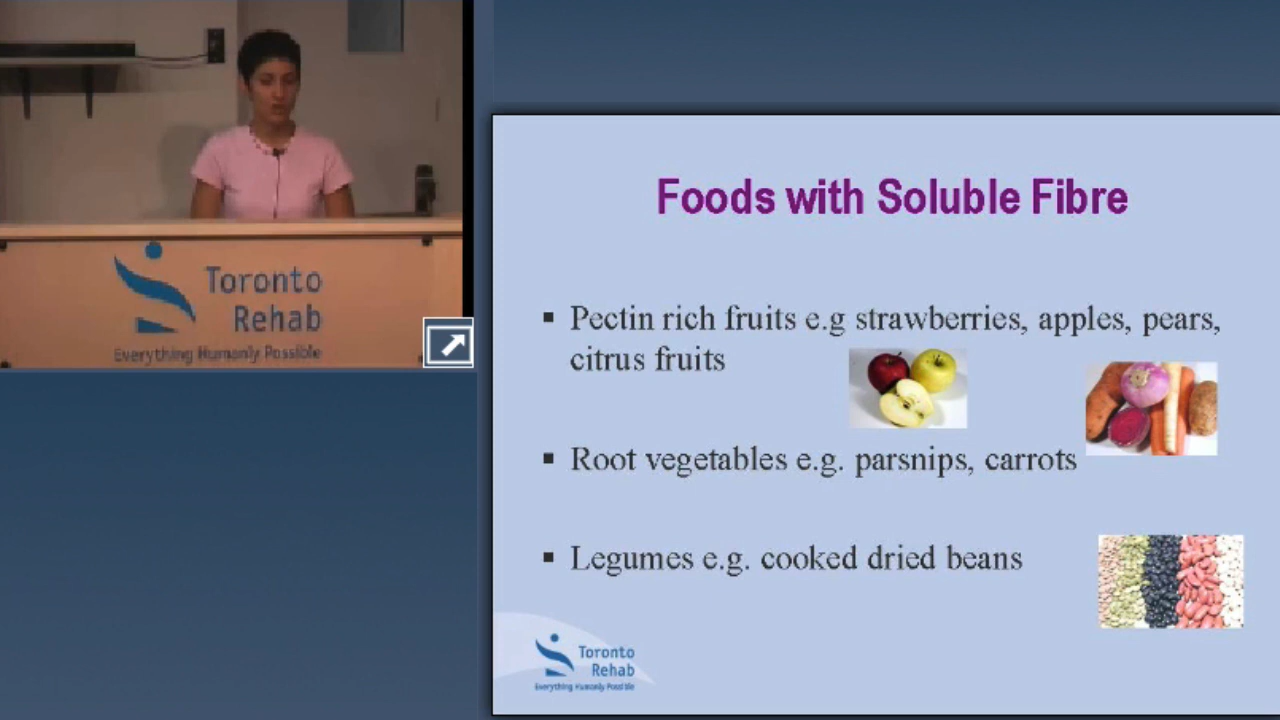 Toronto
Rehab
Everything Humanly Possible
Foods with Soluble Fibre
Pectin rich fruits e.g strawberries, apples, pears,
citrus fruits
Root vegetables e.g. parsnips, carrots
Legumes e.g. cooked dried beans
Toronto
Rehab
Everything Humanly Possible